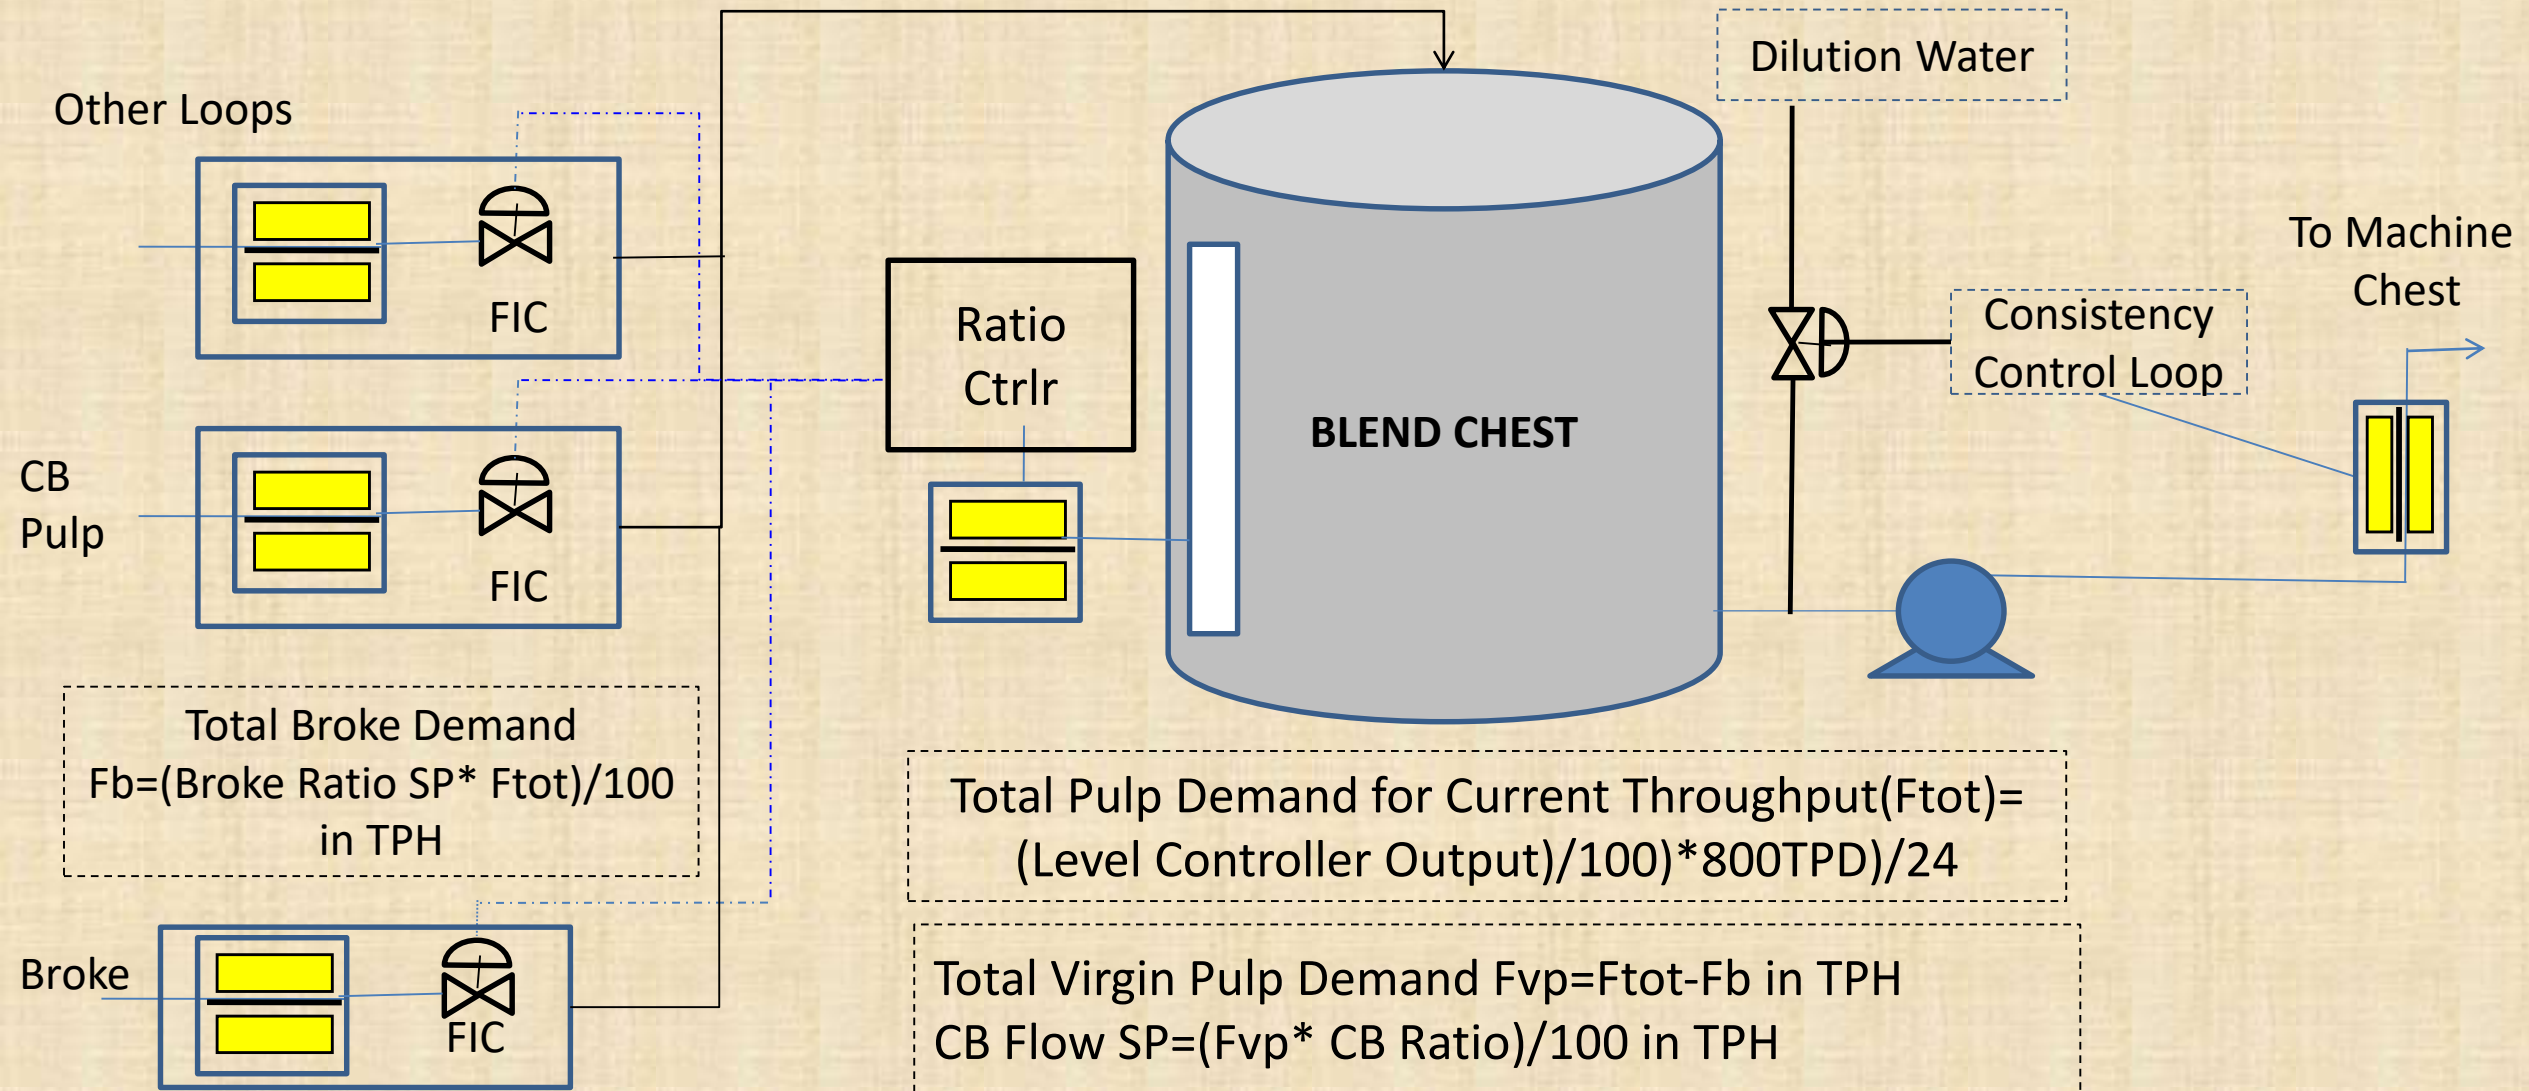 Other Loops
FIC
CB
Pulp
FIC
Total Broke Demand
Fb=(Broke Ratio SP* Ftot)/100
in TPH
Broke
FIC
Ratio
Ctrlr
BLEND CHEST
Dilution Water
Consistency
Control Loop
To Machine
Chest
Total Pulp Demand for Current Throughput(Ftot)=
(Level Controller Output)/100)*800TPD)/24
Total Virgin Pulp Demand Fvp=Ftot-Fb in TPH
CB Flow SP=(Fvp* CB Ratio)/100 in TPH